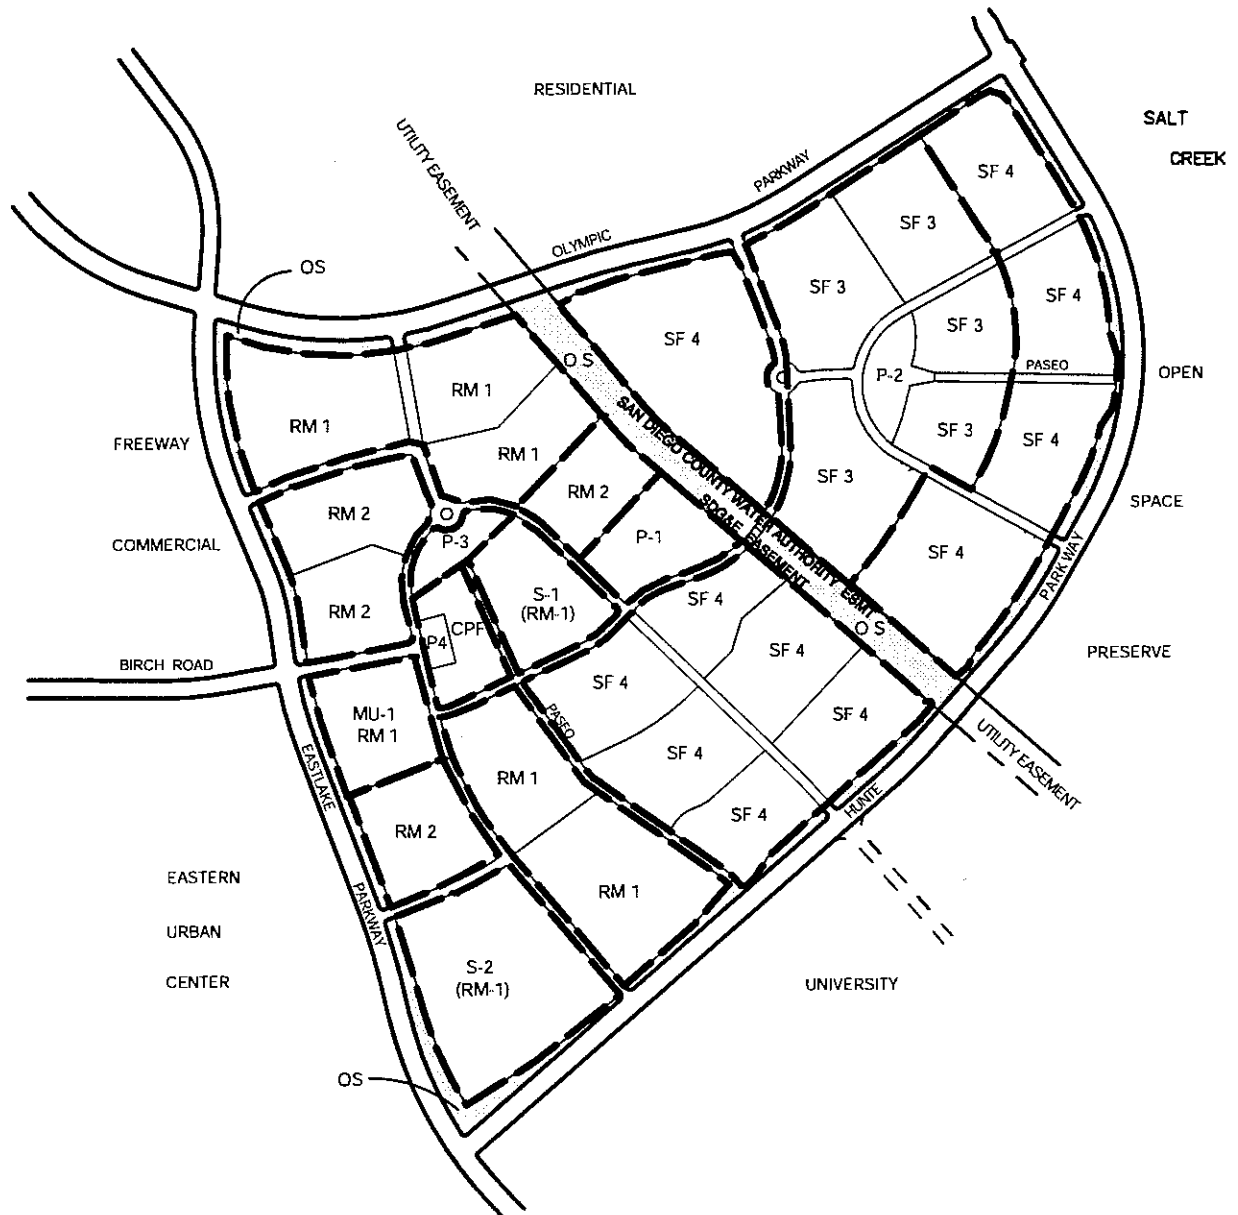 RESIDENTIAL
SALT
CREEK
UTILITY EASEMENT
PARKWAY
OLYMPIC
SF 4
SF 3
OS
SF 3
SF 4
SF 4
SF 3
O S
P-2
PASEO
OPEN
RM 1
RM 1
SAN DIEGO COUNTY WATER AUTHORITY ESMT
SDG&E EASEMENT
SF 3
SF 4
FREEWAY
RM 1
SF 3
RM 2
SPACE
RM 2
P-3
P-1
COMMERCIAL
SF 4
S-1
(RM-1)
SF 4
RM 2
P4
CPF
O S
PARKWAY
SF 4
PRESERVE
BIRCH ROAD
SF 4
MU-1
RM 1
PASEO
SF 4
UTILITY EASEMENT
EASTLAKE
SF 4
RM 1
HUNTE
SF 4
RM 2
EASTERN
RM 1
PARKWAY
URBAN
S-2
(RM-1)
CENTER
UNIVERSITY
OS